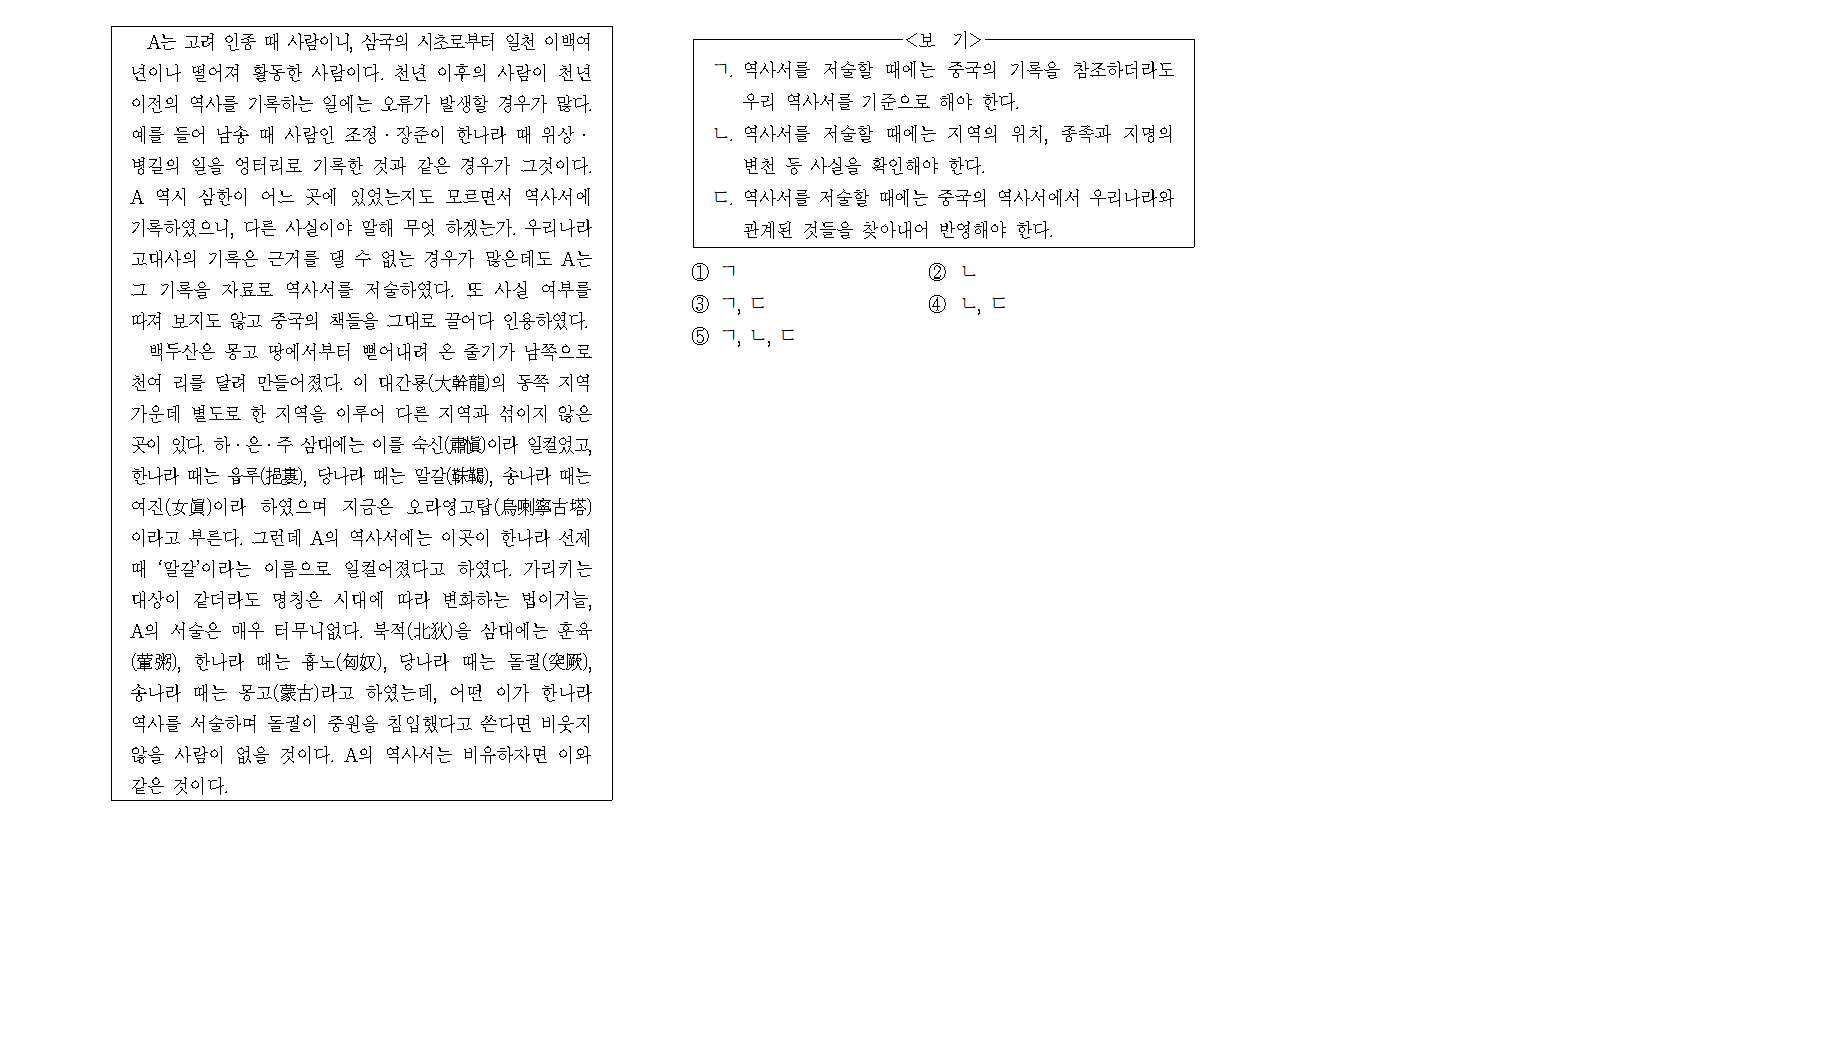 A는 고려 인종 때 사람이니, 삼국의 시초로부터 일천 이백여
년이나 떨어져 활동한 사람이다. 천년 이후의 사람이 천년
이전의 역사를 기록하는 일에는 오류가 발생할 경우가 많다.
예를 들어 남송 때 사람인 조정·장준이 한나라 때 위상·
병길의 일을 엉터리로 기록한 것과 같은 경우가 그것이다.
A 역시 삼한이 어느 곳에 있었는지도 모르면서 역사서에
기록하였으니, 다른 사실이야 말해 무엇 하겠는가. 우리나라
고대사의 기록은 근거를 댈 수 없는 경우가 많은데도 A는
그 기록을 자료로 역사서를 저술하였다. 또 사실 여부를
따져 보지도 않고 중국의 책들을 그대로 끌어다 인용하였다.
백두산은 몽고 땅에서부터 뻗어내려 온 줄기가 남쪽으로
천여 리를 달려 만들어졌다. 이 대간룡(大幹龍)의 동쪽 지역
가운데 별도로 한 지역을 이루어 다른 지역과 섞이지 않은
곳이 있다. 하·은·주 삼대에는 이를 숙신(肅愼)이라 일컬었고,
한나라 때는 읍루(挹婁), 당나라 때는 말갈(靺鞨), 송나라 때는
여진(女眞)이라 하였으며 지금은 오라영고탑(烏喇寧古塔)
이라고 부른다. 그런데 A의 역사서에는 이곳이 한나라 선제
때 ‘말갈’이라는 이름으로 일컬어졌다고 하였다. 가리키는
대상이 같더라도 명칭은 시대에 따라 변화하는 법이거늘,
A의 서술은 매우 터무니없다. 북적(北狄)을 삼대에는 훈육
(葷粥), 한나라 때는 흉노(匈奴), 당나라 때는 돌궐(突厥),
송나라 때는 몽고(蒙古)라고 하였는데, 어떤 이가 한나라
역사를 서술하며 돌궐이 중원을 침입했다고 쓴다면 비웃지
않을 사람이 없을 것이다. A의 역사서는 비유하자면 이와
같은 것이다.
<보 기>
ㄱ. 역사서를 저술할 때에는 중국의 기록을 참조하더라도
우리 역사서를 기준으로 해야 한다.
ㄴ. 역사서를 저술할 때에는 지역의 위치, 종족과 지명의
변천 등 사실을 확인해야 한다.
ㄷ. 역사서를 저술할 때에는 중국의 역사서에서 우리나라와
관계된 것들을 찾아내어 반영해야 한다.
① ㄱ ② ㄴ
③ ㄱ, ㄷ ④ ㄴ, ㄷ
⑤ ㄱ, ㄴ, ㄷ